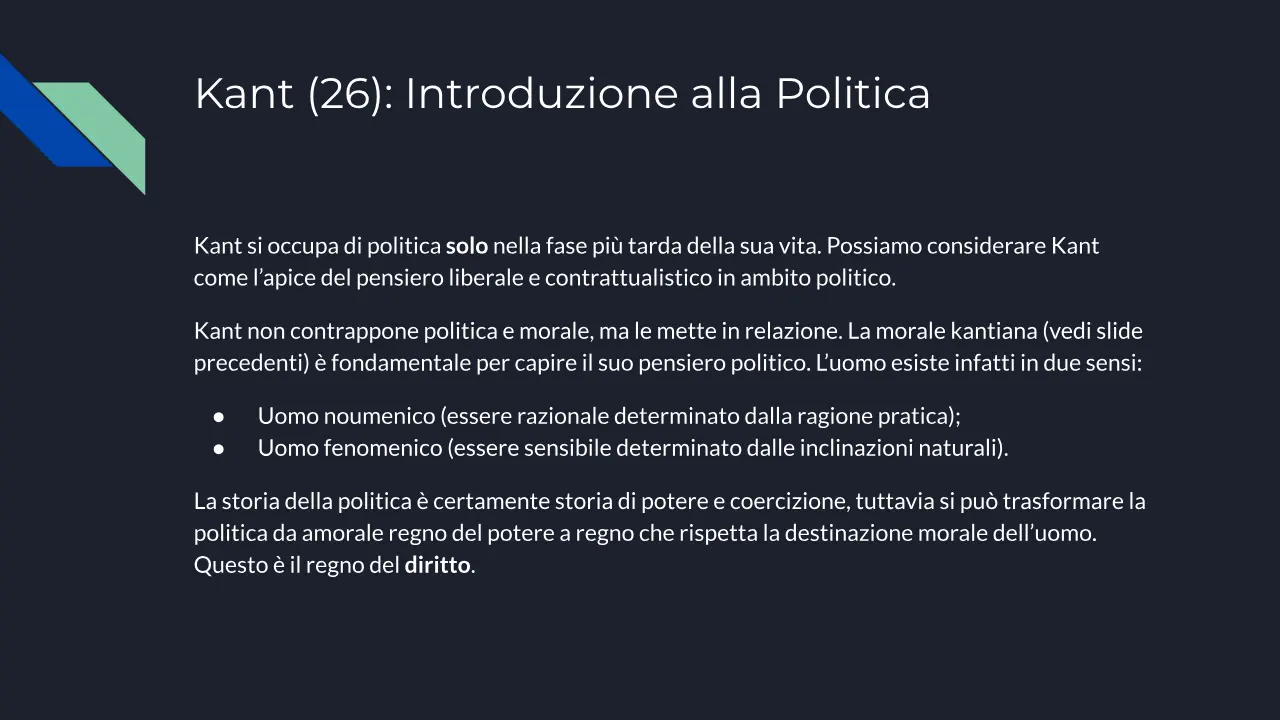 Kant (26): Introduzione alla Politica
Kant si occupa di politica solo nella fase più tarda della sua vita. Possiamo considerare Kant
come l’apice del pensiero liberale e contrattualistico in ambito politico.
Kant non contrappone politica e morale, ma le mette in relazione. La morale kantiana (vedi slide
precedenti) è fondamentale per capire il suo pensiero politico. L’uomo esiste infatti in due sensi:
● Uomo noumenico (essere razionale determinato dalla ragione pratica);
● Uomo fenomenico (essere sensibile determinato dalle inclinazioni naturali).
La storia della politica è certamente storia di potere e coercizione, tuttavia si può trasformare la
politica da amorale regno del potere a regno che rispetta la destinazione morale dell’uomo.
Questo è il regno del diritto.